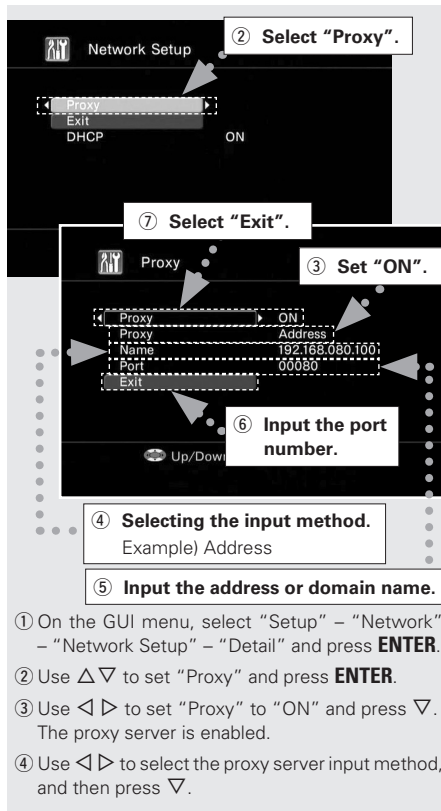 ② Select “Proxy”.
Network Setup
Proxy
Exit
DHCP ON
⑦ Select “Exit”.
Proxy
③ Set “ON”.
Proxy ON
Proxy Address
Name 192.168.080.100
Port 00080
Exit
⑥ Input the port
number.
Up/Down
④ Selecting the input method.
Example) Address
⑤ Input the address or domain name.
① On the GUI menu, select “Setup” – “Network”
– “Network Setup” – “Detail” and press ENTER.
② Use △▽ to set “Proxy” and press ENTER.
③ Use ◁ ▷ to set “Proxy” to “ON” and press ▽.
The proxy server is enabled.
④ Use ◁ ▷ to select the proxy server input method,
and then press ▽.